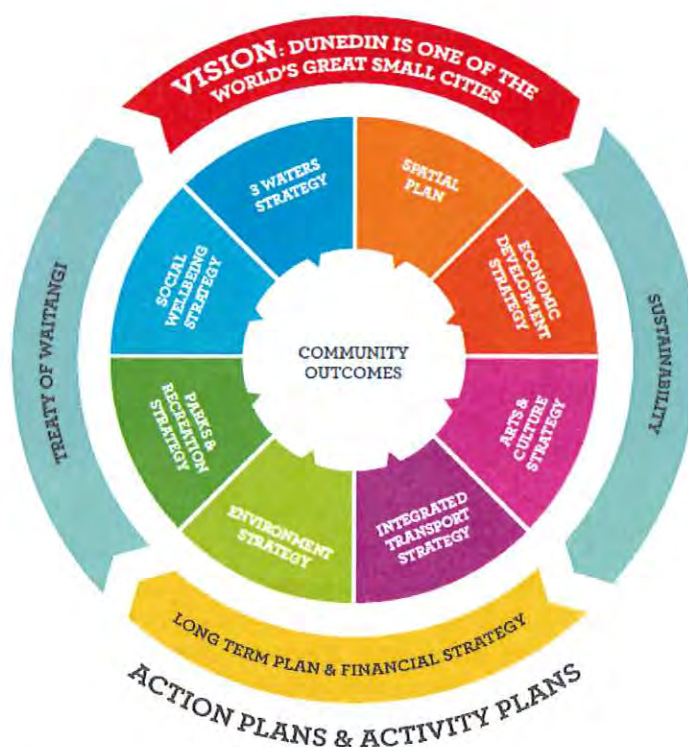 VISION: DUNEDIN IS ONE OF THE
WORLD'S GREAT SMALL CITIES
3 WATERS
STRATEGY
SPATIAL
PLAN
ECONOMIC
DEVELOPMENT
STRATEGY
ARTS &
CULTURE
STRATEGY
INTEGRATED
TRANSPORT
STRATEGY
ENVIRONMENT
STRATEGY
PARKS &
RECREATION
STRATEGY
SOCIAL
WELLBEING
STRATEGY
COMMUNITY
OUTCOMES
TREATY OF WAITANGI
SUSTAINABILITY
LONG TERM PLAN & FINANCIAL STRATEGY
ACTION PLANS & ACTIVITY PLANS